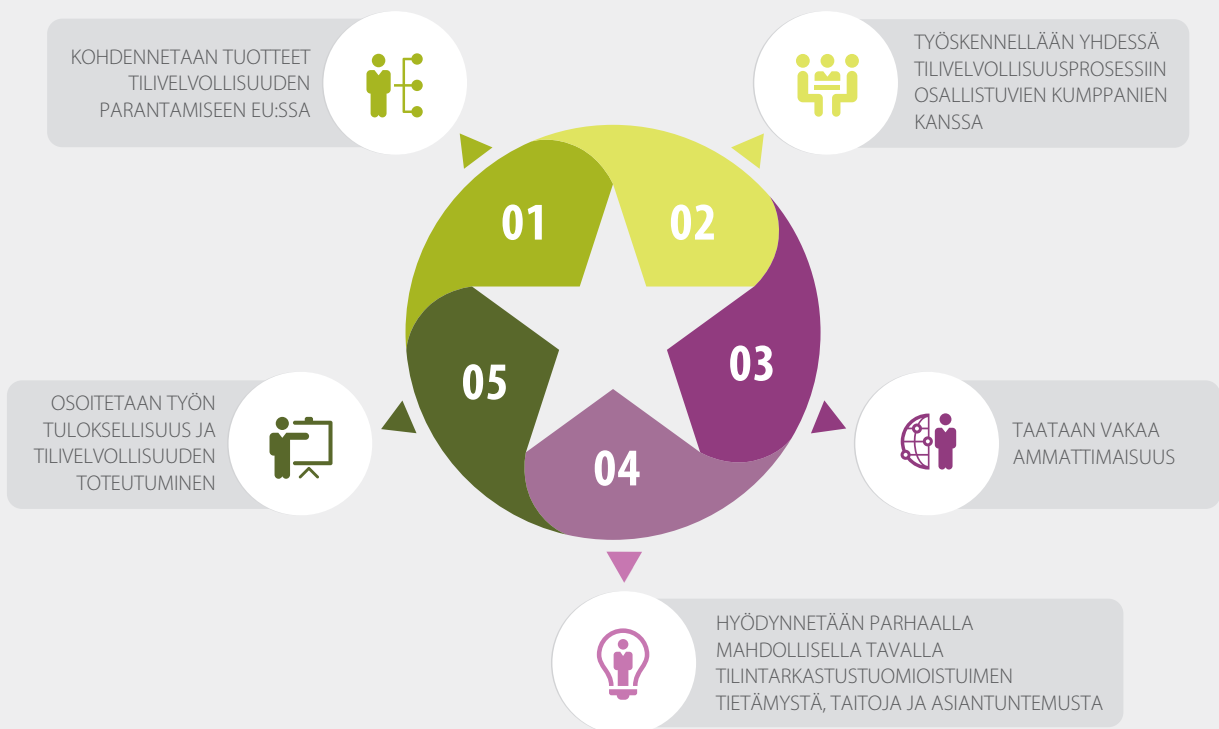 KOHDENNETAAN TUOTTEET
TILIVELVOLLISUUDEN
PARANTAMISEEN EU:SSA
TYÖSKENNELLÄÄN YHDESSÄ
TILIVELVOLLISUUSPROSESSIIN
OSALLISTUVIEN KUMPPANIEN
KANSSA
01
02
03
04
05
TAATAAN VAKAA
AMMATTIMAISUUS
HYÖDYNNETÄÄN PARHAALLA
MAHDOLLISELLA TAVALLA
TILINTARKASTUSTUOMIOISTUIMEN
TIETÄMYSTÄ, TAITOJA JA ASIANTUNTEMUSTA
OSOITETAAN TYÖN
TULOKSELLISUUS JA
TILIVELVOLLISUUDEN
TOTEUTUMINEN